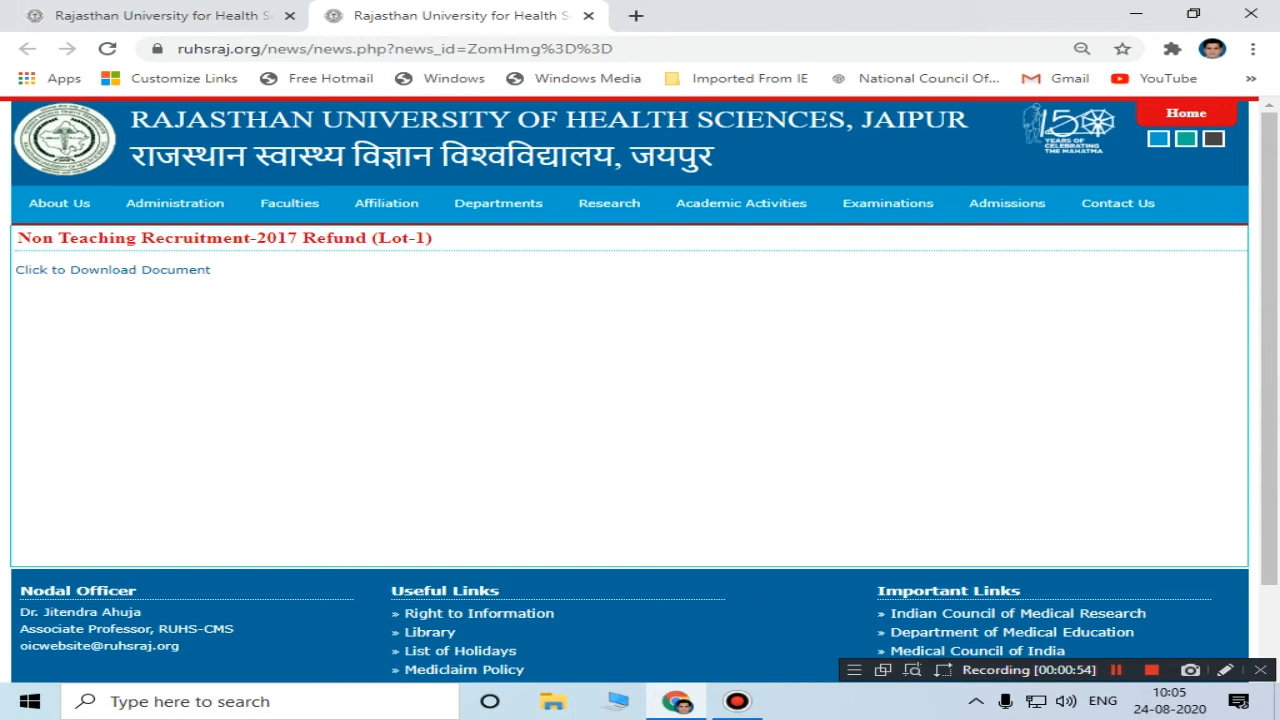 Rajasthan University for Health S
Rajasthan University for Health S
ruhsraj.org/news/news.php?news_id=ZomHmg%3D%3D
Apps Customize Links Free Hotmail Windows Windows Media Imported From IE National Council Of... Gmail YouTube »
RAJASTHAN UNIVERSITY OF HEALTH SCIENCES, JAIPUR
राजस्थान स्वास्थ्य विज्ञान विश्वविद्यालय, जयपुर
150
YEARS OF
CELEBRATING
THE MAHATMA
Home
About Us Administration Faculties Affiliation Departments Research Academic Activities Examinations Admissions Contact Us
Non Teaching Recruitment-2017 Refund (Lot-1)
Click to Download Document
Nodal Officer
Dr. Jitendra Ahuja
Associate Professor, RUHS-CMS
oicwebsite@ruhsraj.org
Useful Links
» Right to Information
» Library
» List of Holidays
» Mediclaim Policy
Important Links
» Indian Council of Medical Research
» Department of Medical Education
» Medical Council of India
Recording [00:00:54]
Type here to search
ENG
10:05
24-08-2020